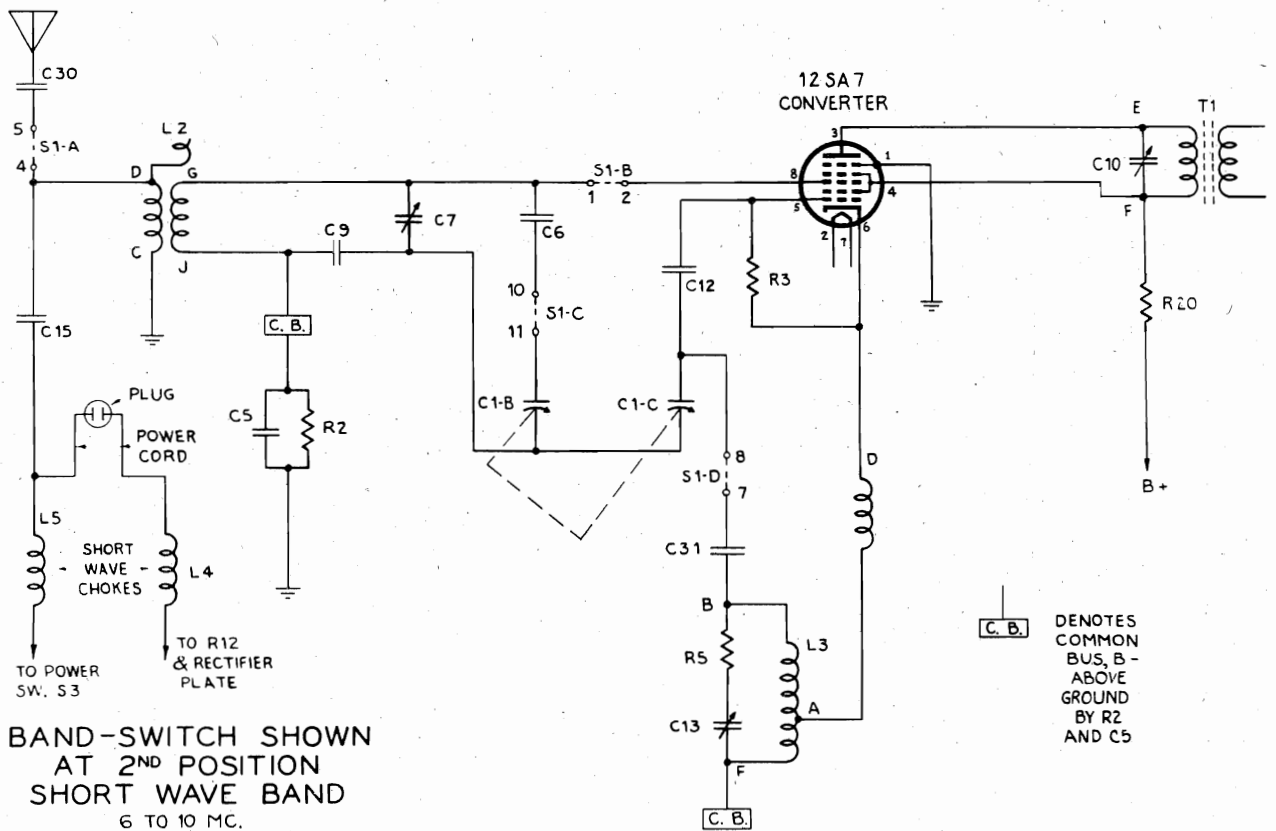 C30
5
S1-A
4
L2
D
G
C
J
C15
C9
C7
C6
10
S1-C
11
S1-B
1
2
12SA7
CONVERTER
3
8
5
1
4
2
7
6
E
T1
C10
F
R20
B+
C12
R3
C. B.
C5
R2
C1-B
C1-C
PLUG
POWER
CORD
L5
SHORT
WAVE
CHOKES
L4
TO POWER
SW. S3
TO R12
& RECTIFIER
PLATE
8
S1-D
7
C31
D
B
R5
L3
A
C13
F
C. B.
C. B.
DENOTES
COMMON
BUS, B-
ABOVE
GROUND
BY R2
AND C5
BAND-SWITCH SHOWN
AT 2ND POSITION
SHORT WAVE BAND
6 TO 10 MC.